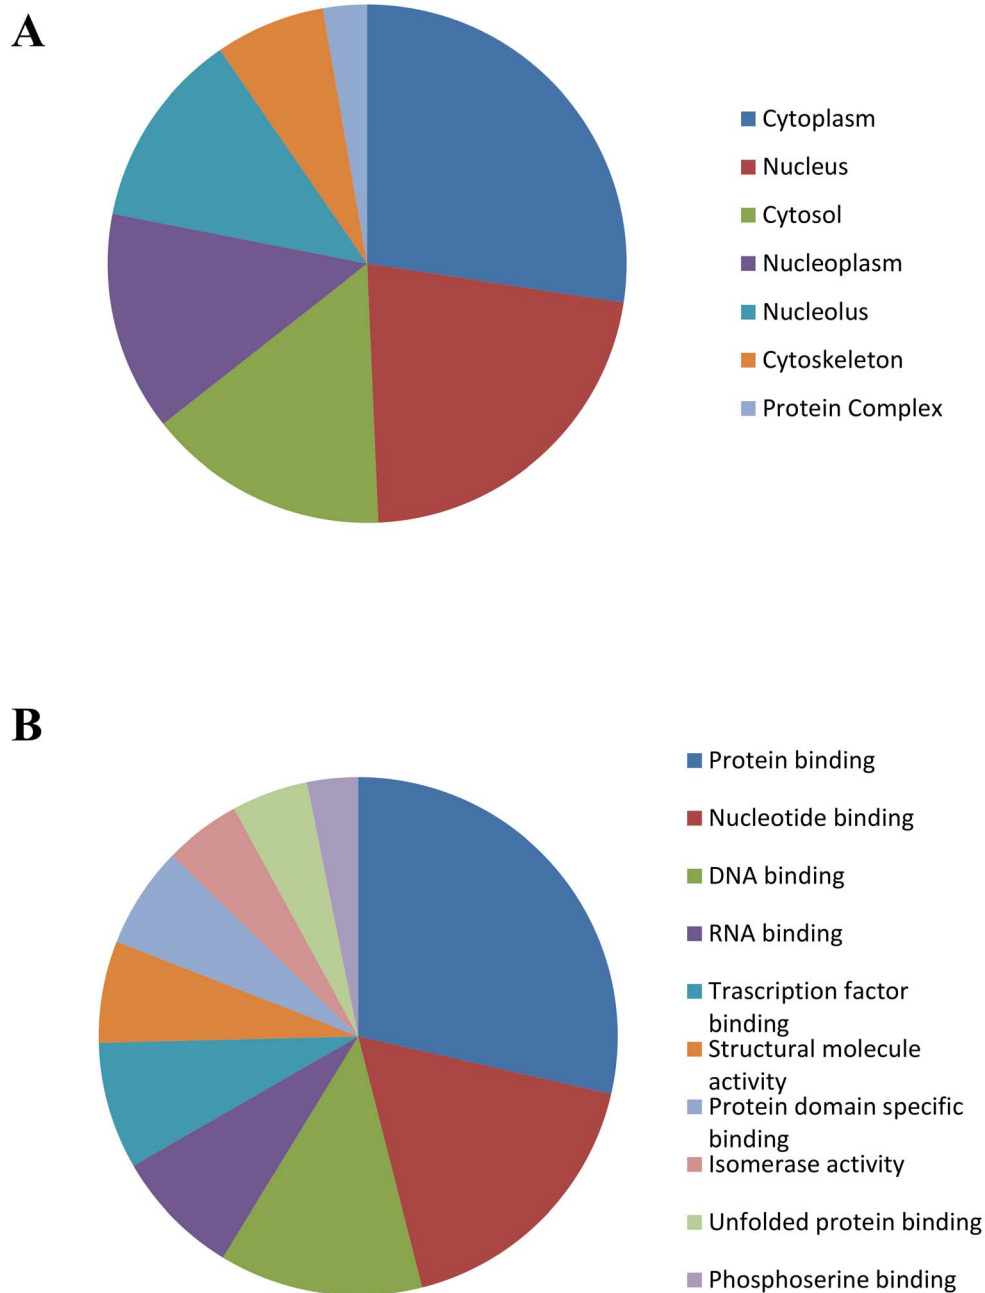 A
Cytoplasm
Nucleus
Cytosol
Nucleoplasm
Nucleolus
Cytoskeleton
Protein Complex
B
Protein binding
Nucleotide binding
DNA binding
RNA binding
Trascription factor
binding
Structural molecule
activity
Protein domain specific
binding
Isomerase activity
Unfolded protein binding
Phosphoserine binding